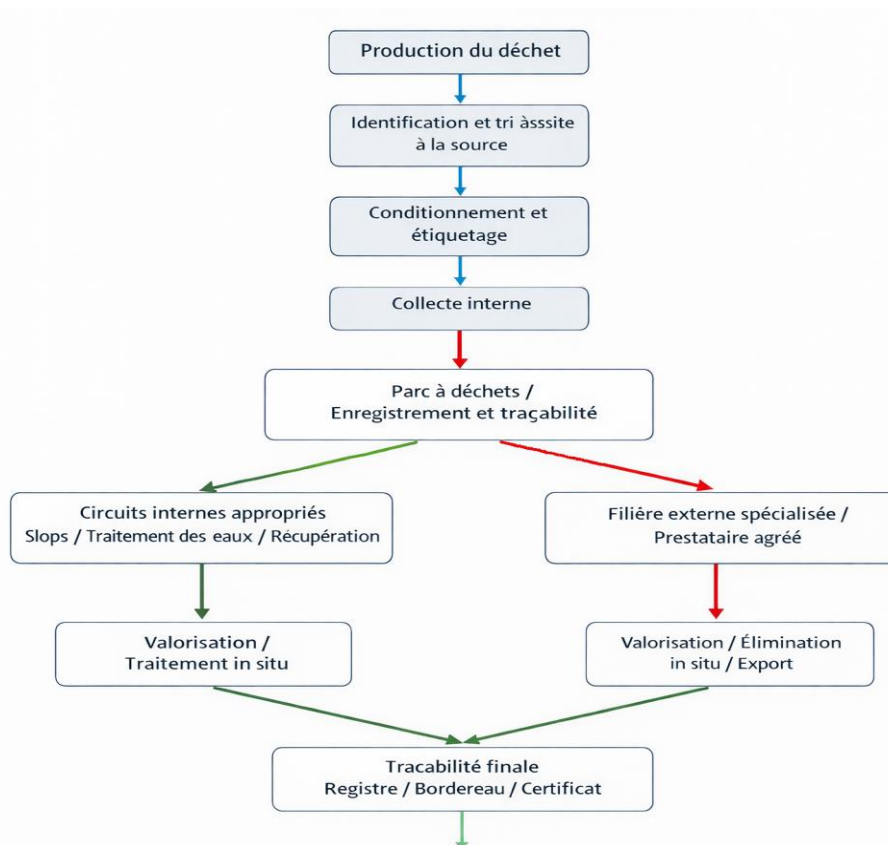 Production du déchet
Identification et tri àsssite
à la source
Conditionnement et
étiquetage
Collecte interne
Parc à déchets /
Enregistrement et traçabilité
Circuits internes appropriés
Slops / Traitement des eaux / Récupération
Filière externe spécialisée /
Prestataire agréé
Valorisation /
Traitement in situ
Valorisation / Élimination
in situ / Export
Tracabilité finale
Registre / Bordereau / Certificat